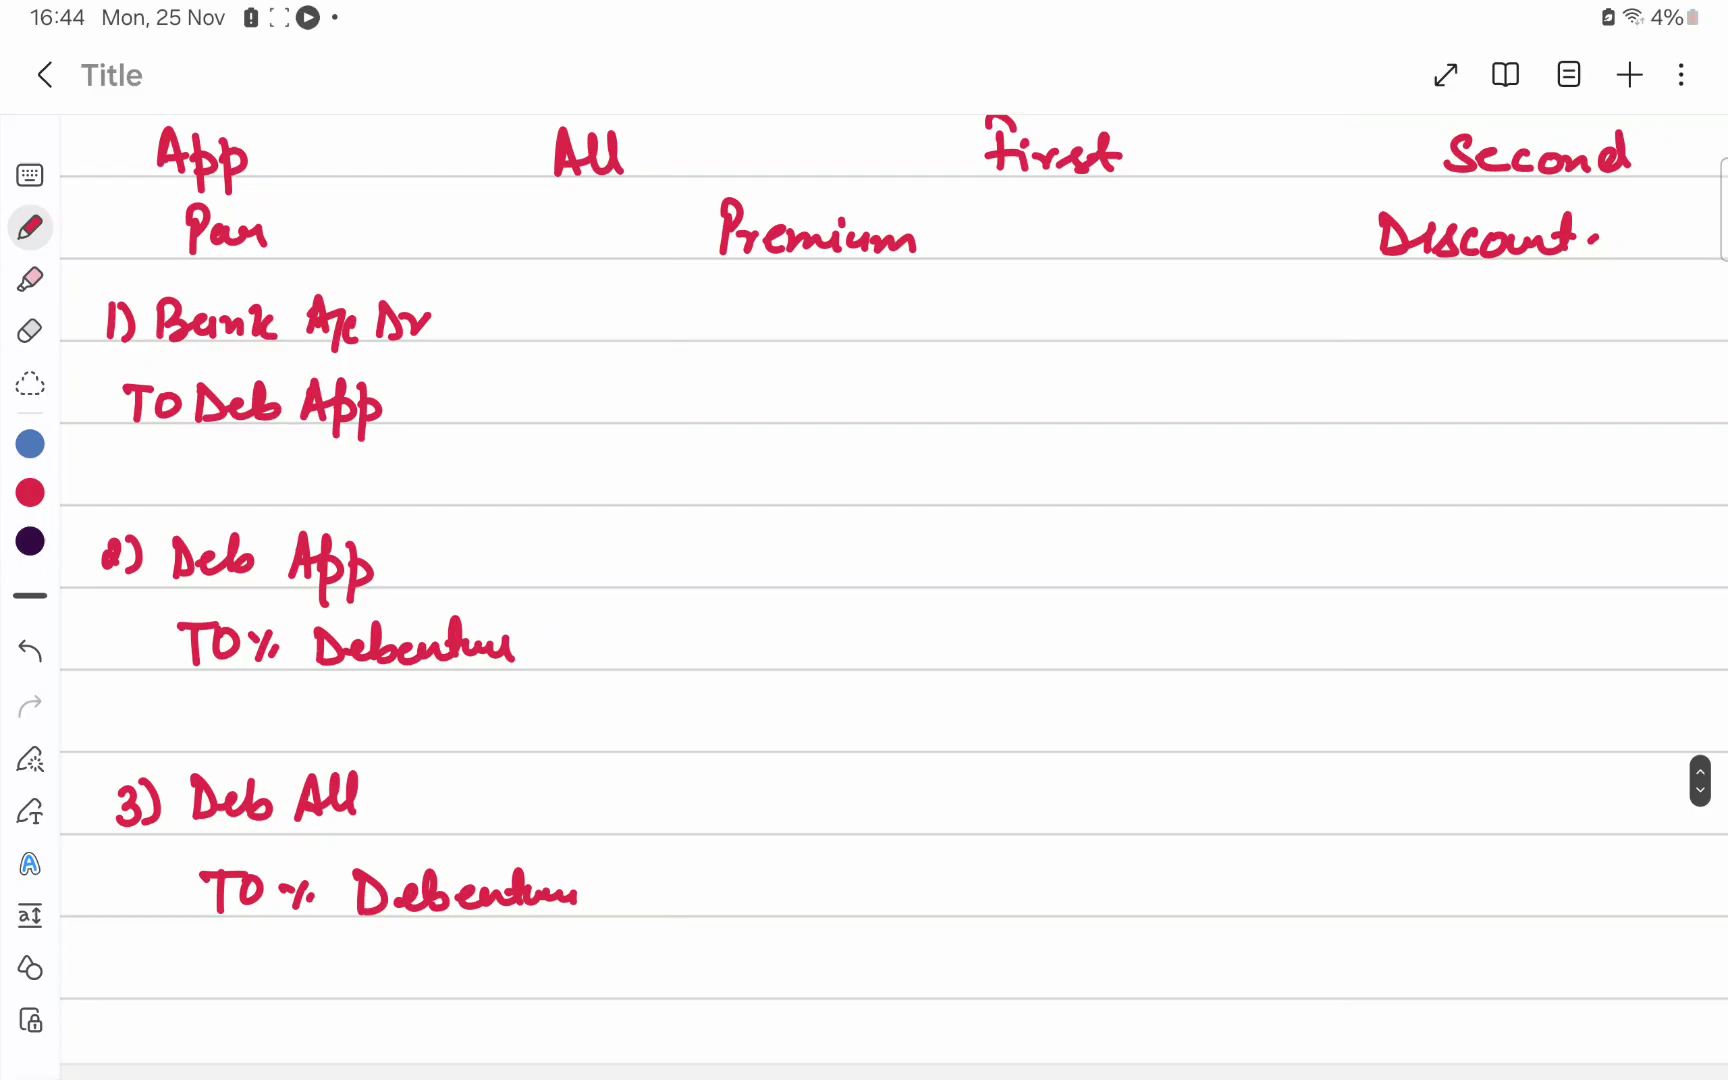 16:44 Mon, 25 Nov 4%
Title
App All First Second
Par Premium Discount.
1) Bank A/c Dr
To Deb App
2) Deb App
To % Debenture
3) Deb All
To % Debenture